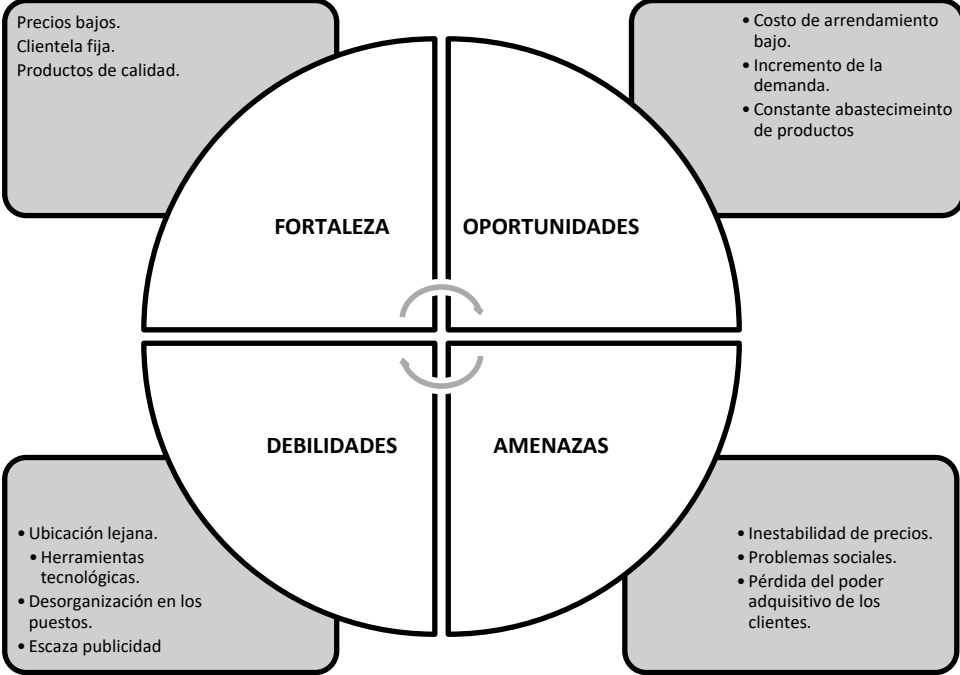 Precios bajos.
Clientela fija.
Productos de calidad.
• Costo de arrendamiento
bajo.
• Incremento de la
demanda.
• Constante abastecimeinto
de productos
FORTALEZA
OPORTUNIDADES
DEBILIDADES
AMENAZAS
• Ubicación lejana.
• Herramientas
tecnológicas.
• Desorganización en los
puestos.
• Escaza publicidad
• Inestabilidad de precios.
• Problemas sociales.
• Pérdida del poder
adquisitivo de los
clientes.